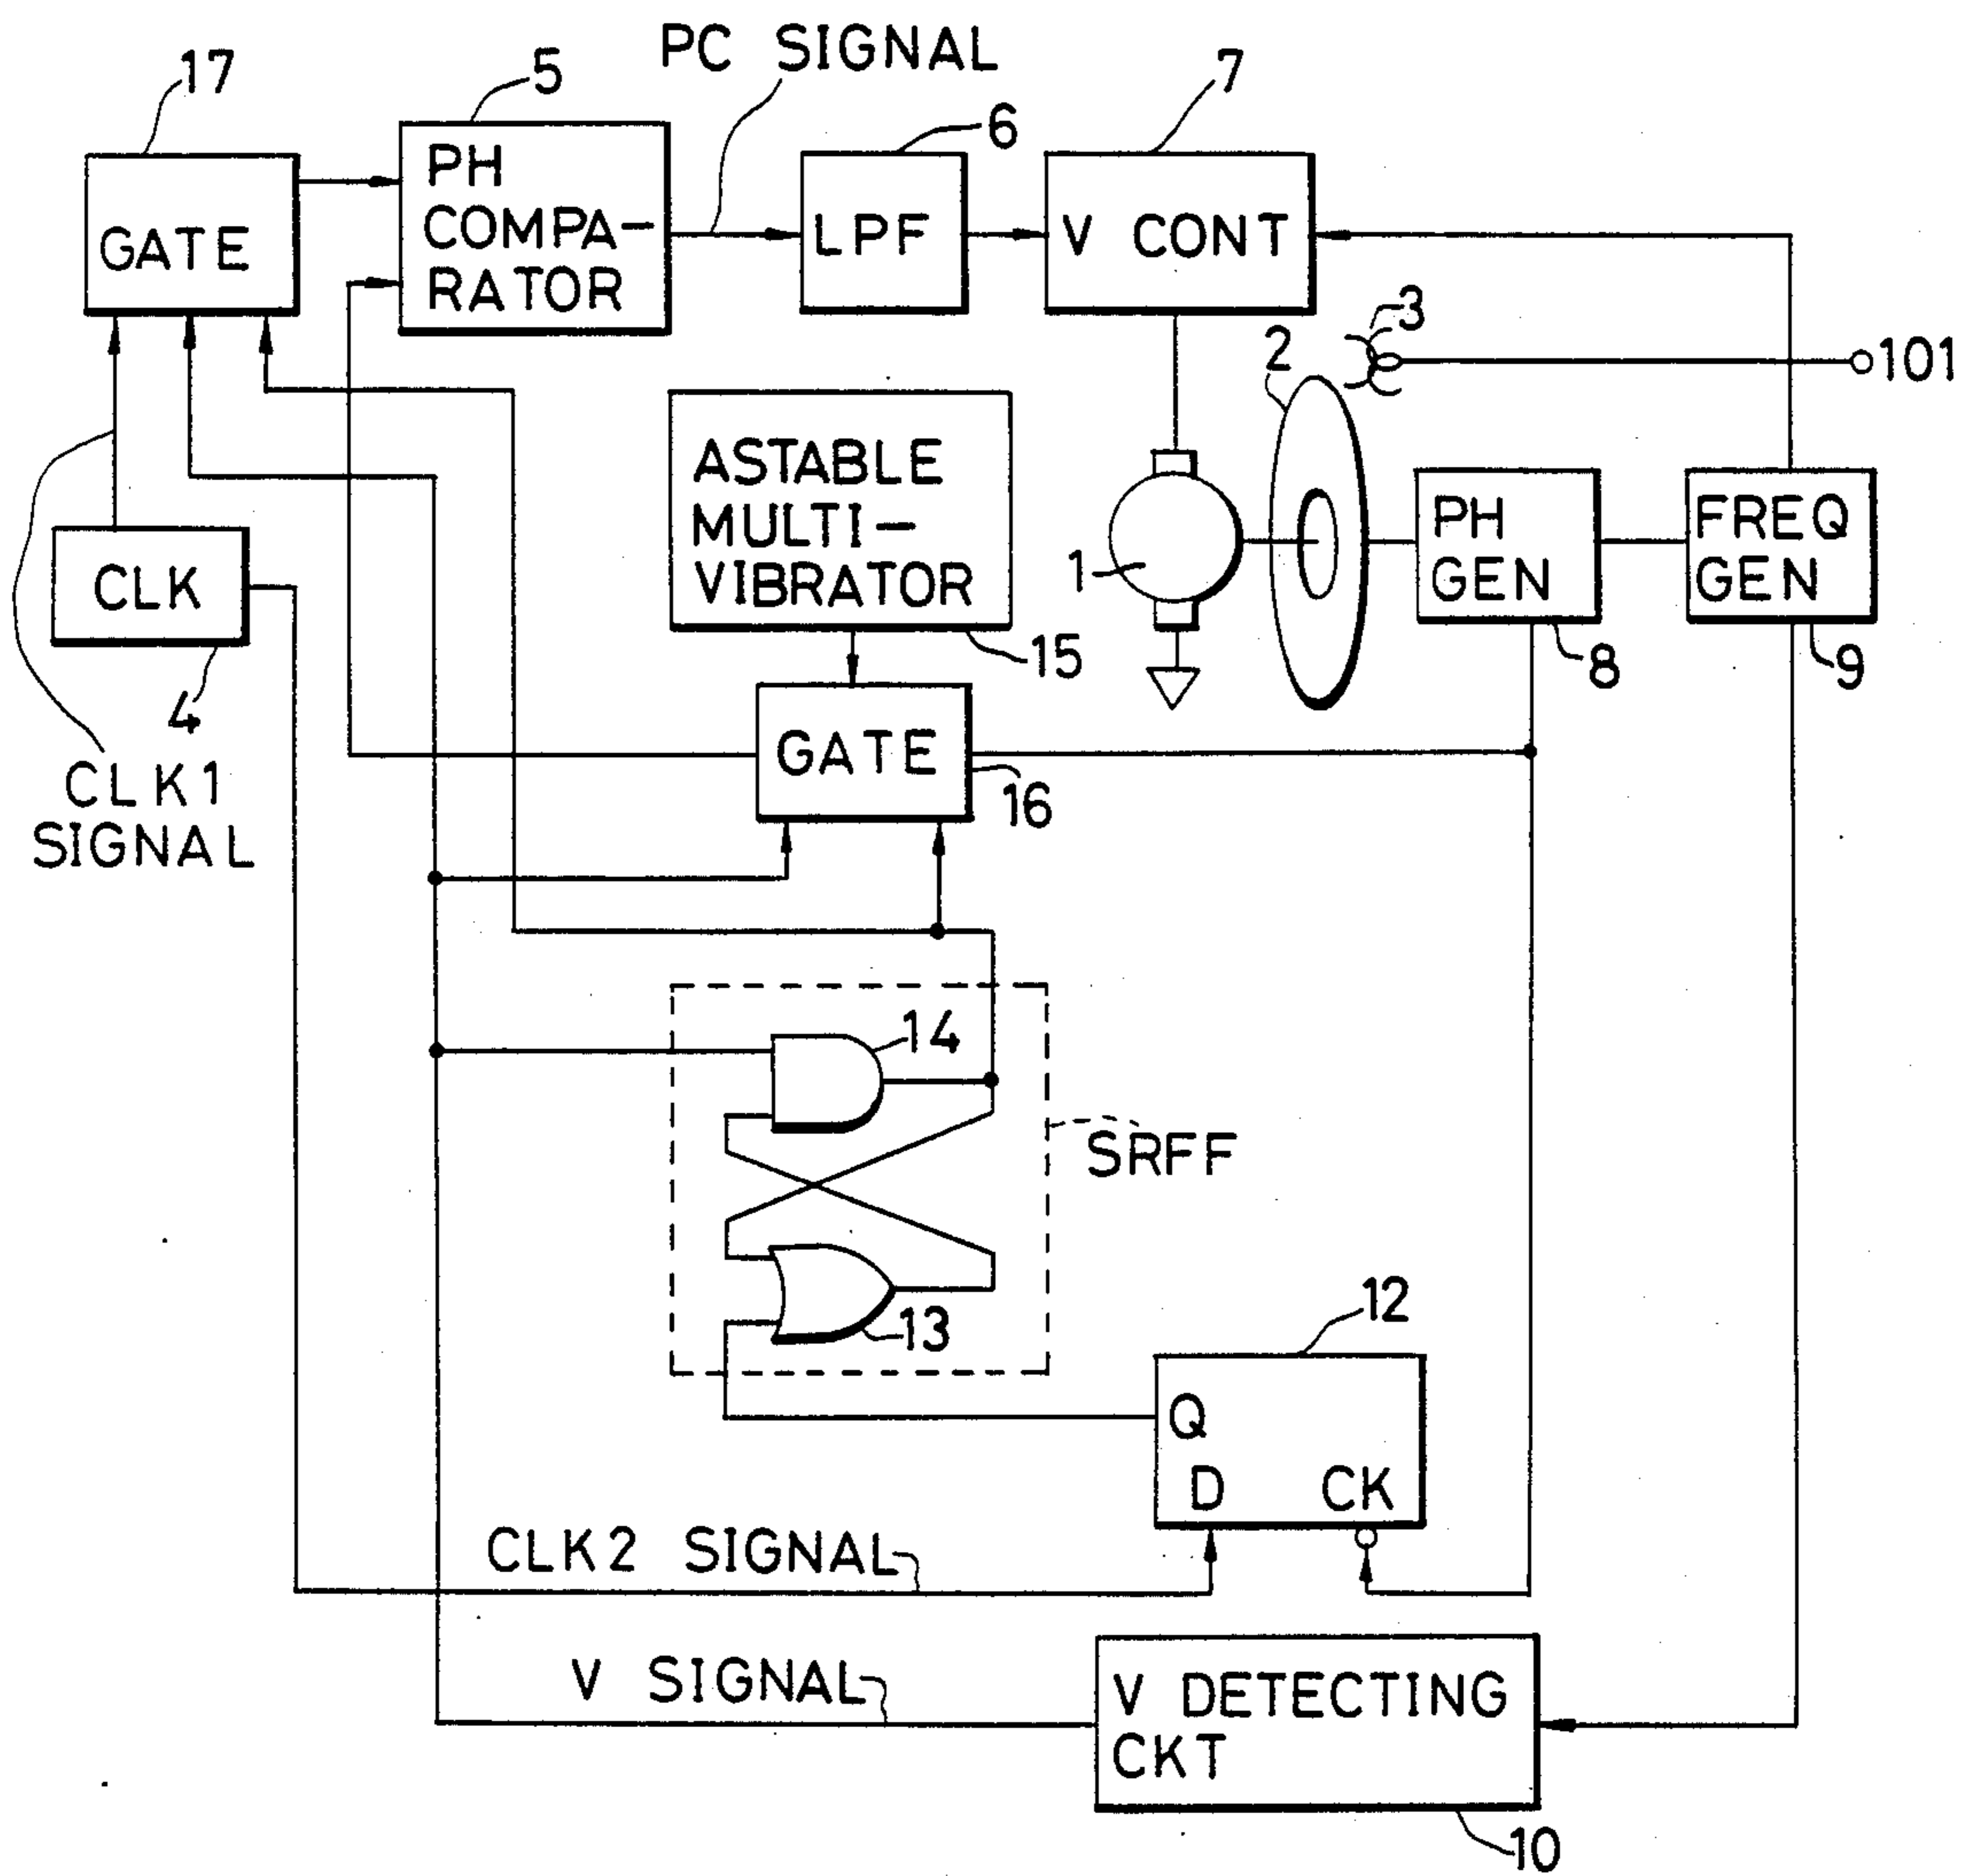 PC SIGNAL
17
5
6
7
PH
COMPA-
RATOR
GATE
LPF
V CONT
3
2
101
ASTABLE
MULTI-
VIBRATOR
PH
GEN
FREQ
GEN
1
CLK
15
8
9
4
GATE
16
CLK1
SIGNAL
14
SRFF
13
12
Q
D CK
CLK2 SIGNAL
V SIGNAL
V DETECTING
CKT
10